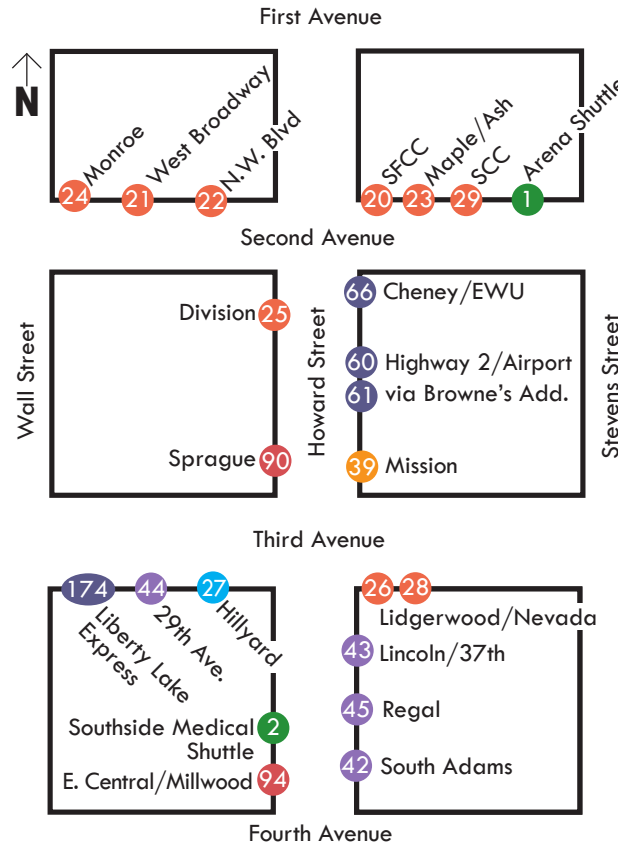 First Avenue
N
24 Monroe
21 West Broadway
22 N.W. Blvd
20 SFCC
23 Maple/Ash
29 SCC
1 Arena Shuttle
Second Avenue
Wall Street
Division 25
Sprague 90
Howard Street
66 Cheney/EWU
60 Highway 2/Airport
61 via Browne's Add.
39 Mission
Stevens Street
Third Avenue
174 Liberty Lake
Express
44 29th Ave.
27 Hillyard
Southside Medical 2
Shuttle
E. Central/Millwood 94
26 28
Lidgerwood/Nevada
43 Lincoln/37th
45 Regal
42 South Adams
Fourth Avenue